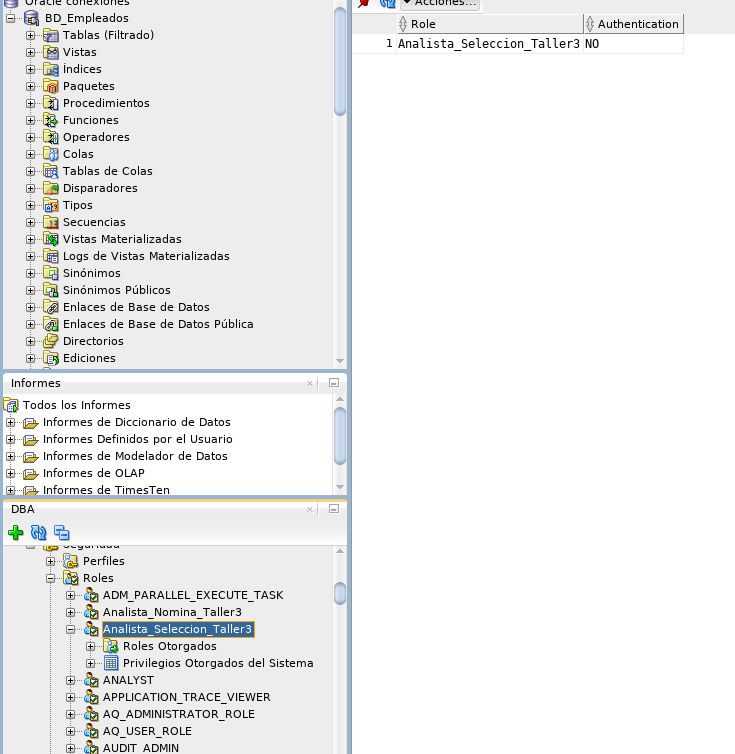 Oracle conexiones
BD_Empleados
Tablas (Filtrado)
Vistas
Índices
Paquetes
Procedimientos
Funciones
Operadores
Colas
Tablas de Colas
Disparadores
Tipos
Secuencias
Vistas Materializadas
Logs de Vistas Materializadas
Sinónimos
Sinónimos Públicos
Enlaces de Base de Datos
Enlaces de Base de Datos Pública
Directorios
Ediciones
Informes
Todos los Informes
Informes de Diccionario de Datos
Informes Definidos por el Usuario
Informes de Modelador de Datos
Informes de OLAP
Informes de TimesTen
DBA
Seguridad
Perfiles
Roles
ADM_PARALLEL_EXECUTE_TASK
Analista_Nomina_Taller3
Analista_Seleccion_Taller3
Roles Otorgados
Privilegios Otorgados del Sistema
ANALYST
APPLICATION_TRACE_VIEWER
AQ_ADMINISTRATOR_ROLE
AQ_USER_ROLE
AUDIT_ADMIN
Acciones...
Role Authentication
1 Analista_Seleccion_Taller3 NO